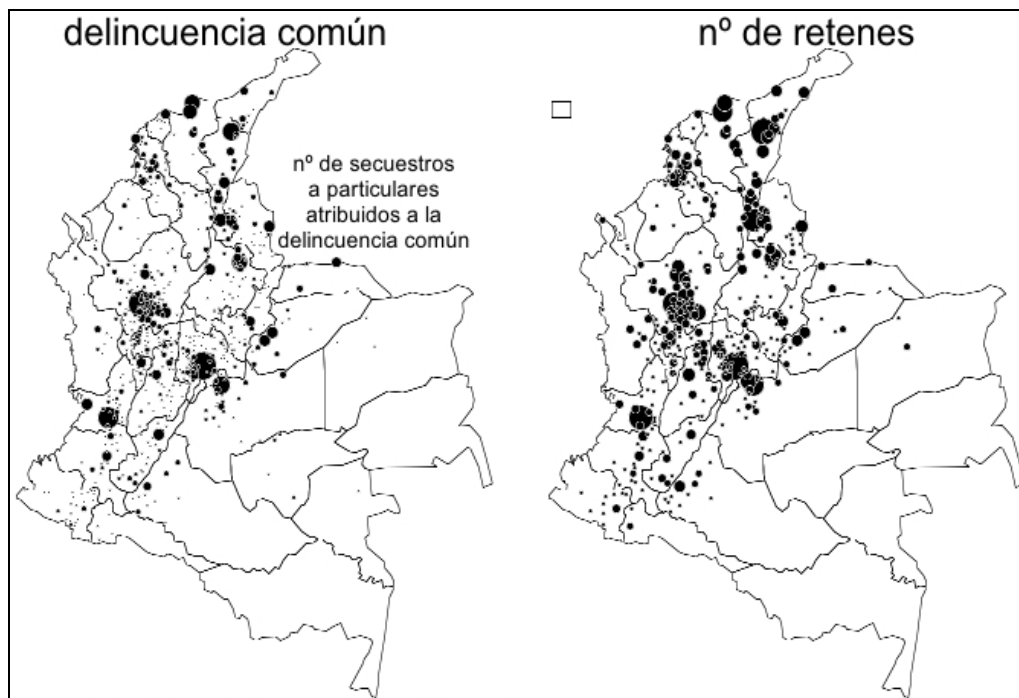 delincuencia común
nº de retenes
nº de secuestros
a particulares
atribuidos a la
delincuencia común